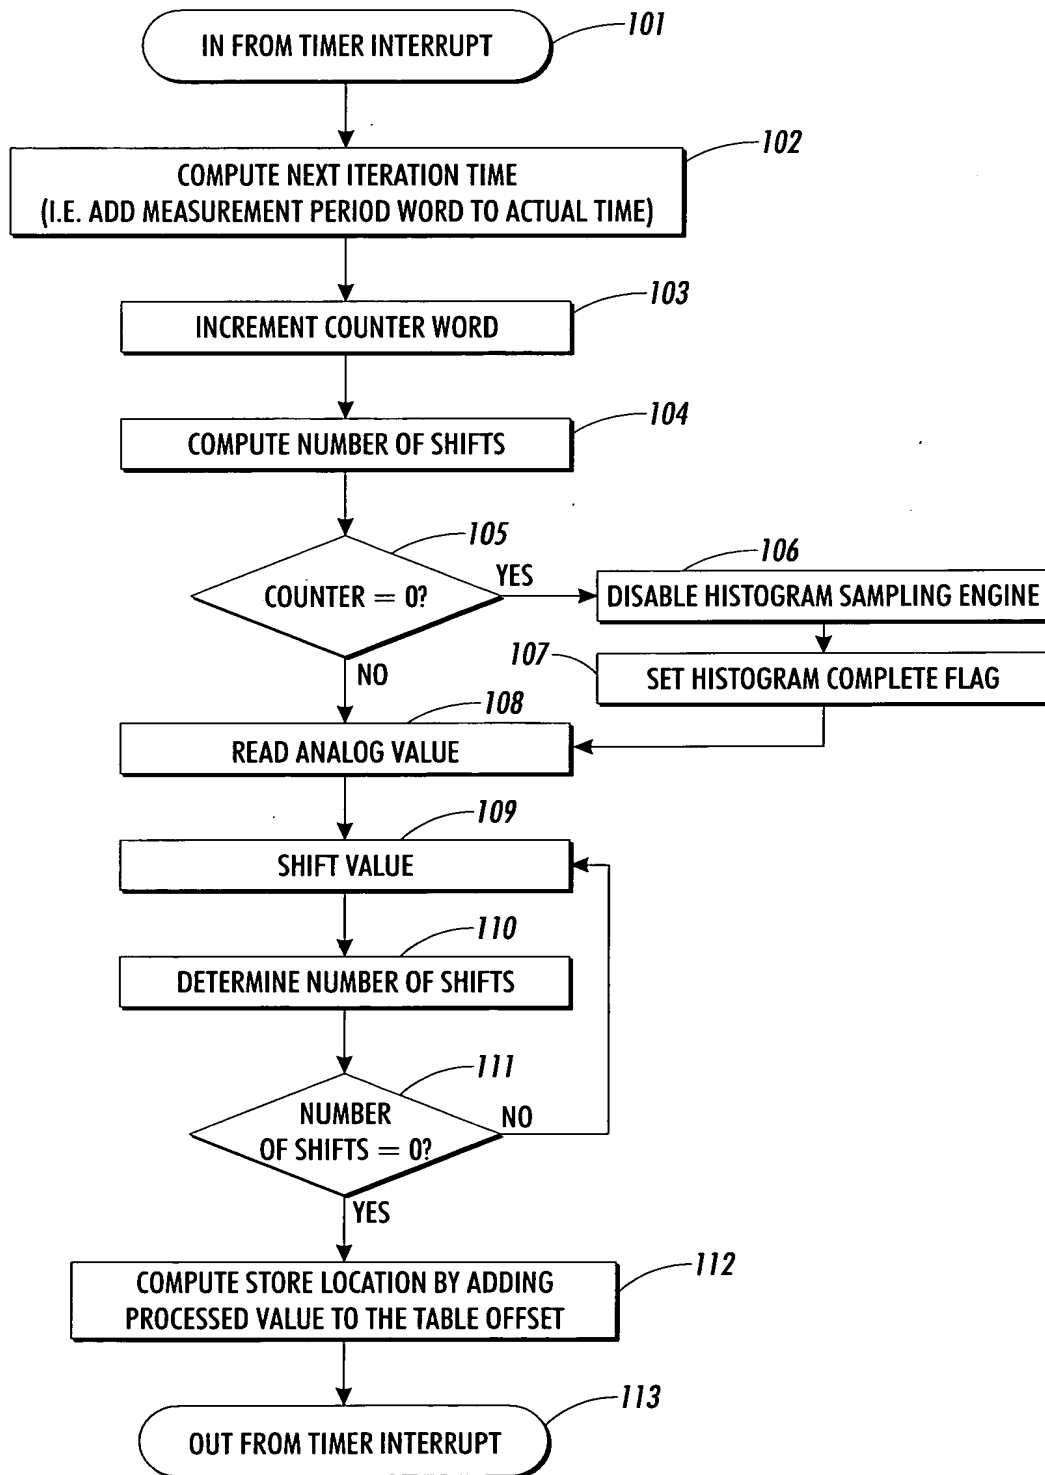 IN FROM TIMER INTERRUPT
101
COMPUTE NEXT ITERATION TIME
(I.E. ADD MEASUREMENT PERIOD WORD TO ACTUAL TIME)
102
INCREMENT COUNTER WORD
103
COMPUTE NUMBER OF SHIFTS
104
COUNTER = 0?
105
YES
NO
DISABLE HISTOGRAM SAMPLING ENGINE
106
SET HISTOGRAM COMPLETE FLAG
107
READ ANALOG VALUE
108
SHIFT VALUE
109
DETERMINE NUMBER OF SHIFTS
110
NUMBER
OF SHIFTS = 0?
111
NO
YES
COMPUTE STORE LOCATION BY ADDING
PROCESSED VALUE TO THE TABLE OFFSET
112
OUT FROM TIMER INTERRUPT
113